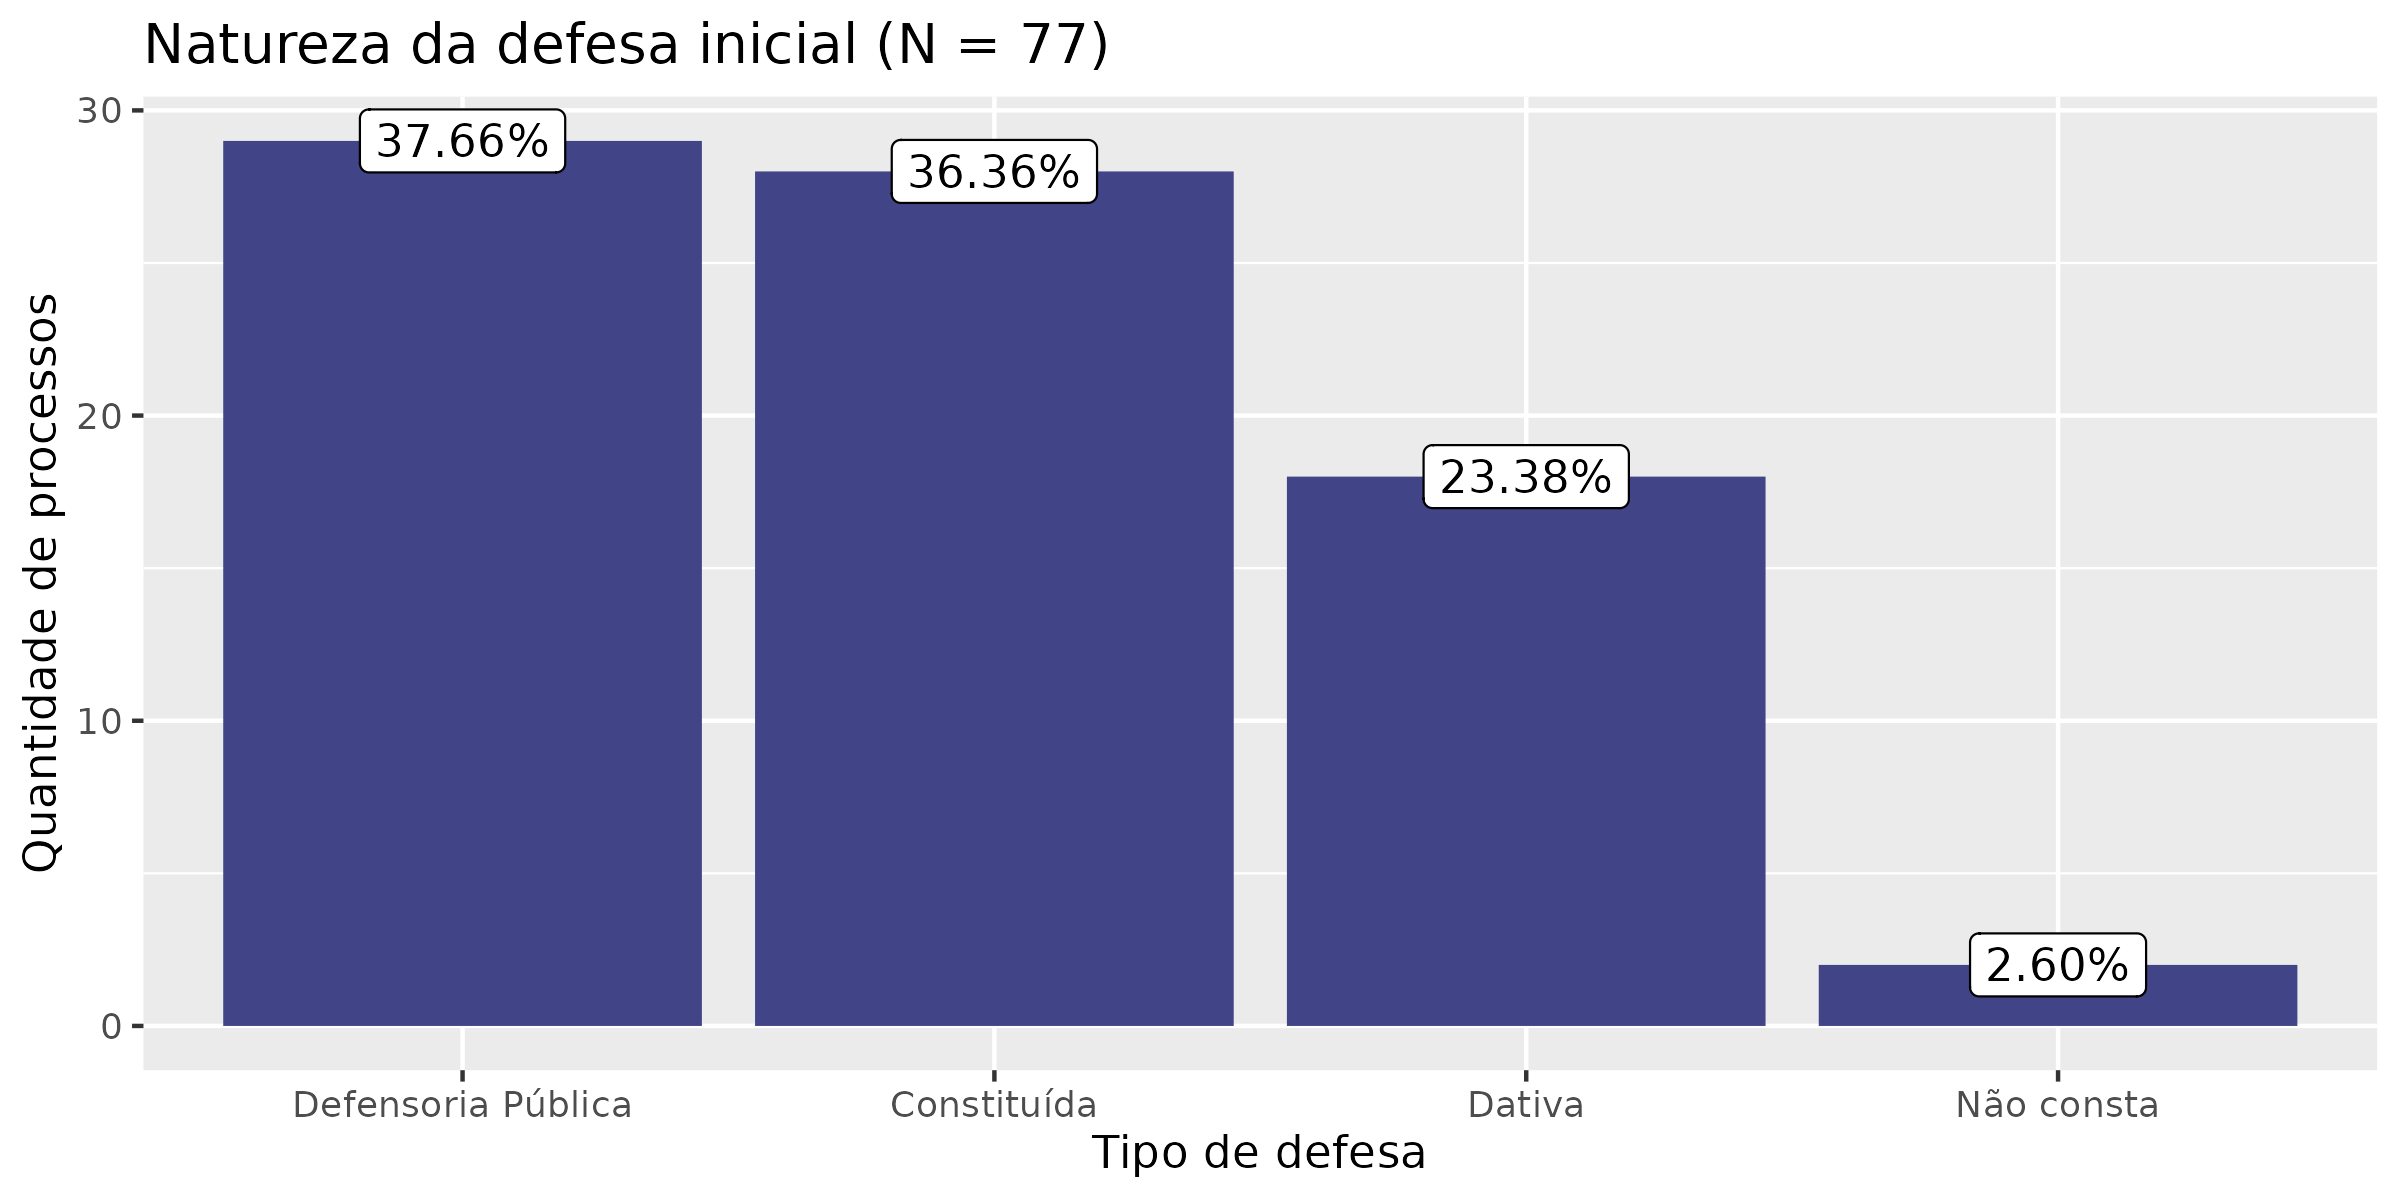 Natureza da defesa inicial (N = 77)
Quantidade de processos
30
20
10
0
37.66%
36.36%
23.38%
2.60%
Defensoria Pública
Constituída
Dativa
Não consta
Tipo de defesa